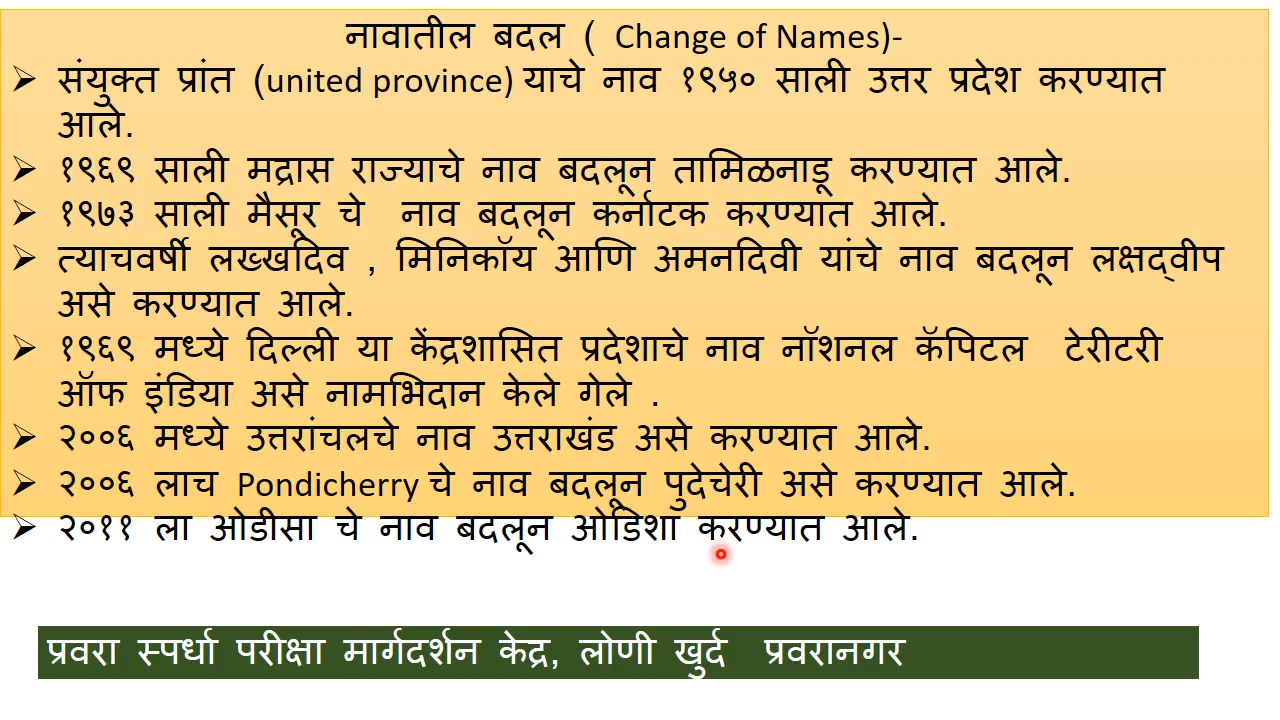 नावातील बदल ( Change of Names)-
➢ संयुक्त प्रांत (united province) याचे नाव १९५० साली उत्तर प्रदेश करण्यात
आले.
➢ १९६९ साली मद्रास राज्याचे नाव बदलून तामिळनाडू करण्यात आले.
➢ १९७३ साली मैसूर चे नाव बदलून कर्नाटक करण्यात आले.
➢ त्याचवर्षी लख्खदिव , मिनिकॉय आणि अमनदिवी यांचे नाव बदलून लक्षद्वीप
असे करण्यात आले.
➢ १९६९ मध्ये दिल्ली या केंद्रशासित प्रदेशाचे नाव नॉशनल कॅपिटल टेरीटरी
ऑफ इंडिया असे नामभिदान केले गेले .
➢ २००६ मध्ये उत्तरांचलचे नाव उत्तराखंड असे करण्यात आले.
➢ २००६ लाच Pondicherry चे नाव बदलून पुदेचेरी असे करण्यात आले.
➢ २०११ ला ओडीसा चे नाव बदलून ओडिशा करण्यात आले.
प्रवरा स्पर्धा परीक्षा मार्गदर्शन केद्र, लोणी खुर्द प्रवरानगर